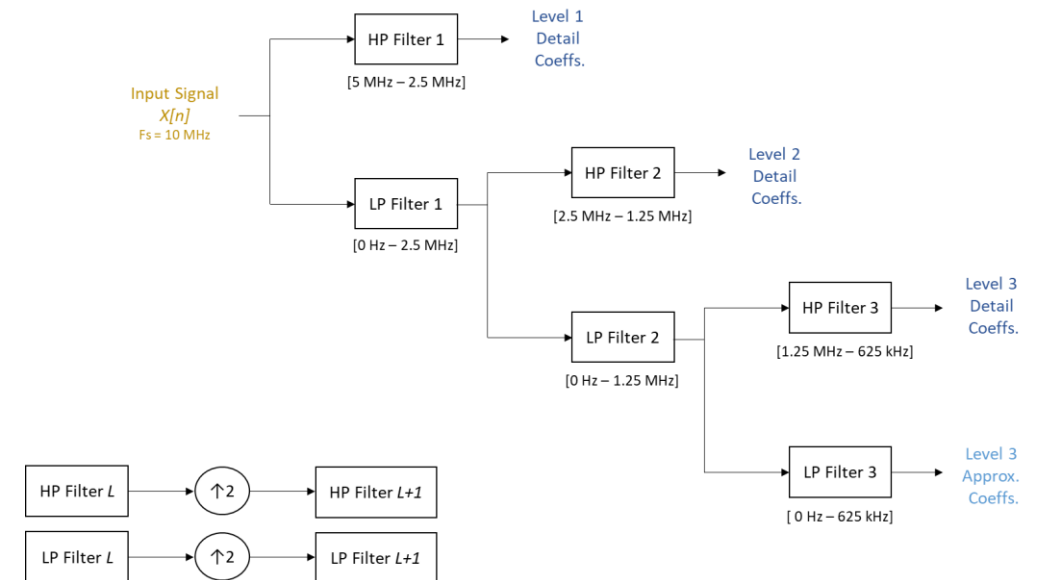 Level 1
Detail
Coeffs.
HP Filter 1
[5 MHz – 2.5 MHz]
Input Signal
X[n]
Fs = 10 MHz
Level 2
Detail
Coeffs.
HP Filter 2
[2.5 MHz – 1.25 MHz]
LP Filter 1
[0 Hz – 2.5 MHz]
Level 3
Detail
Coeffs.
HP Filter 3
[1.25 MHz – 625 kHz]
LP Filter 2
[0 Hz – 1.25 MHz]
Level 3
Approx.
Coeffs.
LP Filter 3
[ 0 Hz – 625 kHz]
HP Filter L
↑2
HP Filter L+1
LP Filter L
↑2
LP Filter L+1